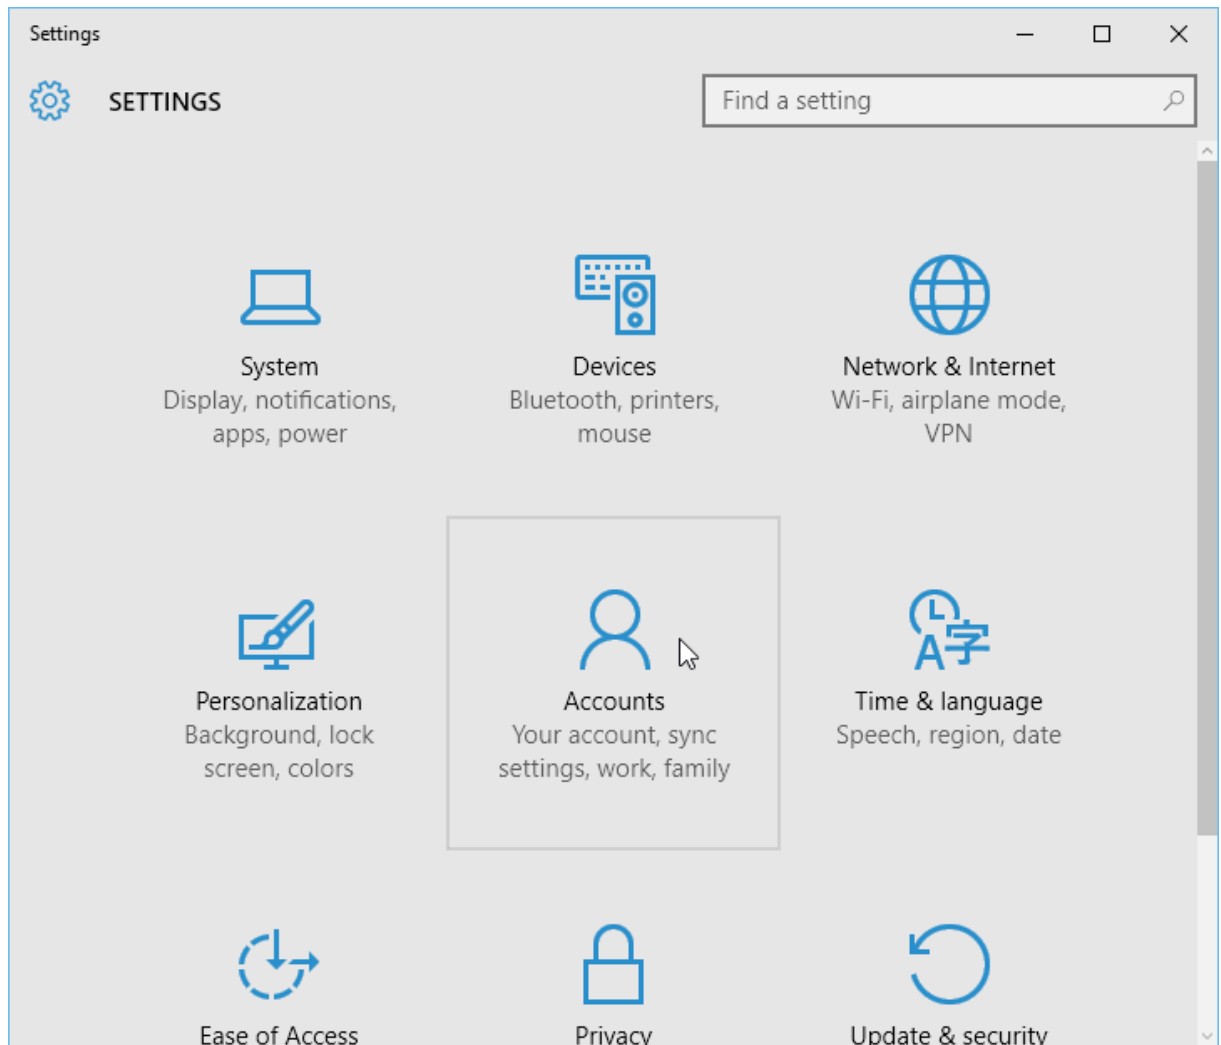 Settings
SETTINGS
Find a setting
System
Display, notifications,
apps, power
Devices
Bluetooth, printers,
mouse
Network & Internet
Wi-Fi, airplane mode,
VPN
Personalization
Background, lock
screen, colors
Accounts
Your account, sync
settings, work, family
A字
Time & language
Speech, region, date
Ease of Access
Privacy
Update & security